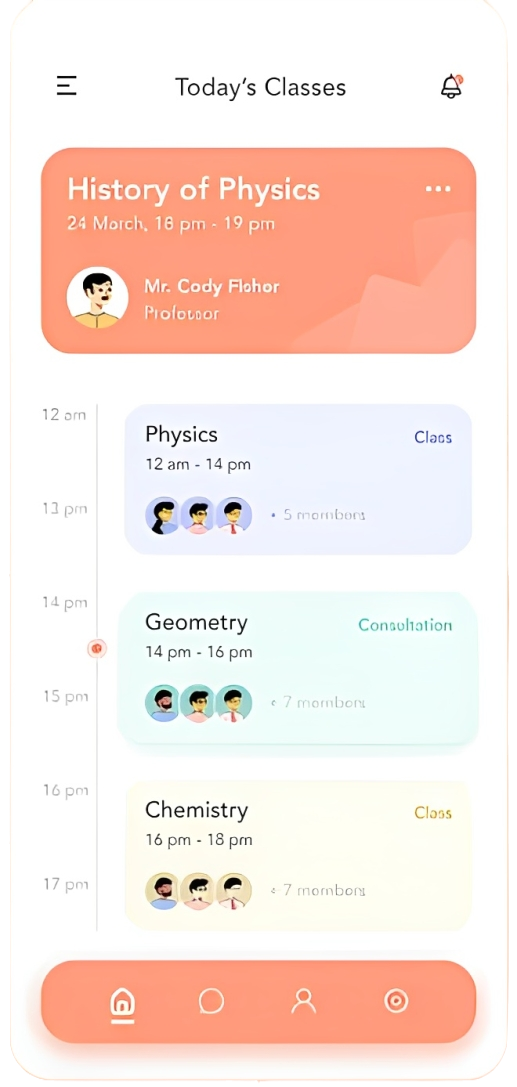 Today's Classes
History of Physics
24 March, 18 pm - 19 pm
Mr. Cody
Professor
12 am
Physics
Class
12 am - 14 pm
13 pm
5 members
14 pm
Geometry
Consultation
14 pm - 16 pm
15 pm
7 members
16 pm
Chemistry
Class
16 pm - 18 pm
17 pm
7 members